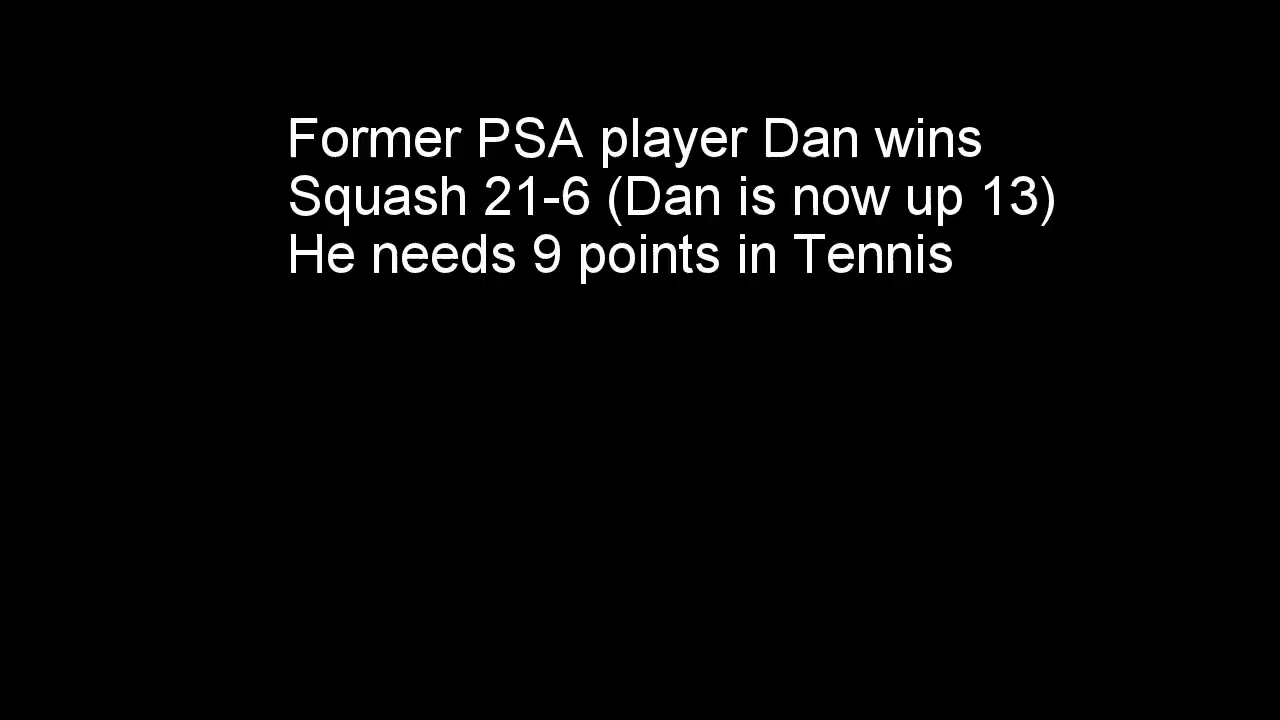 Former PSA player Dan wins
Squash 21-6 (Dan is now up 13)
He needs 9 points in Tennis